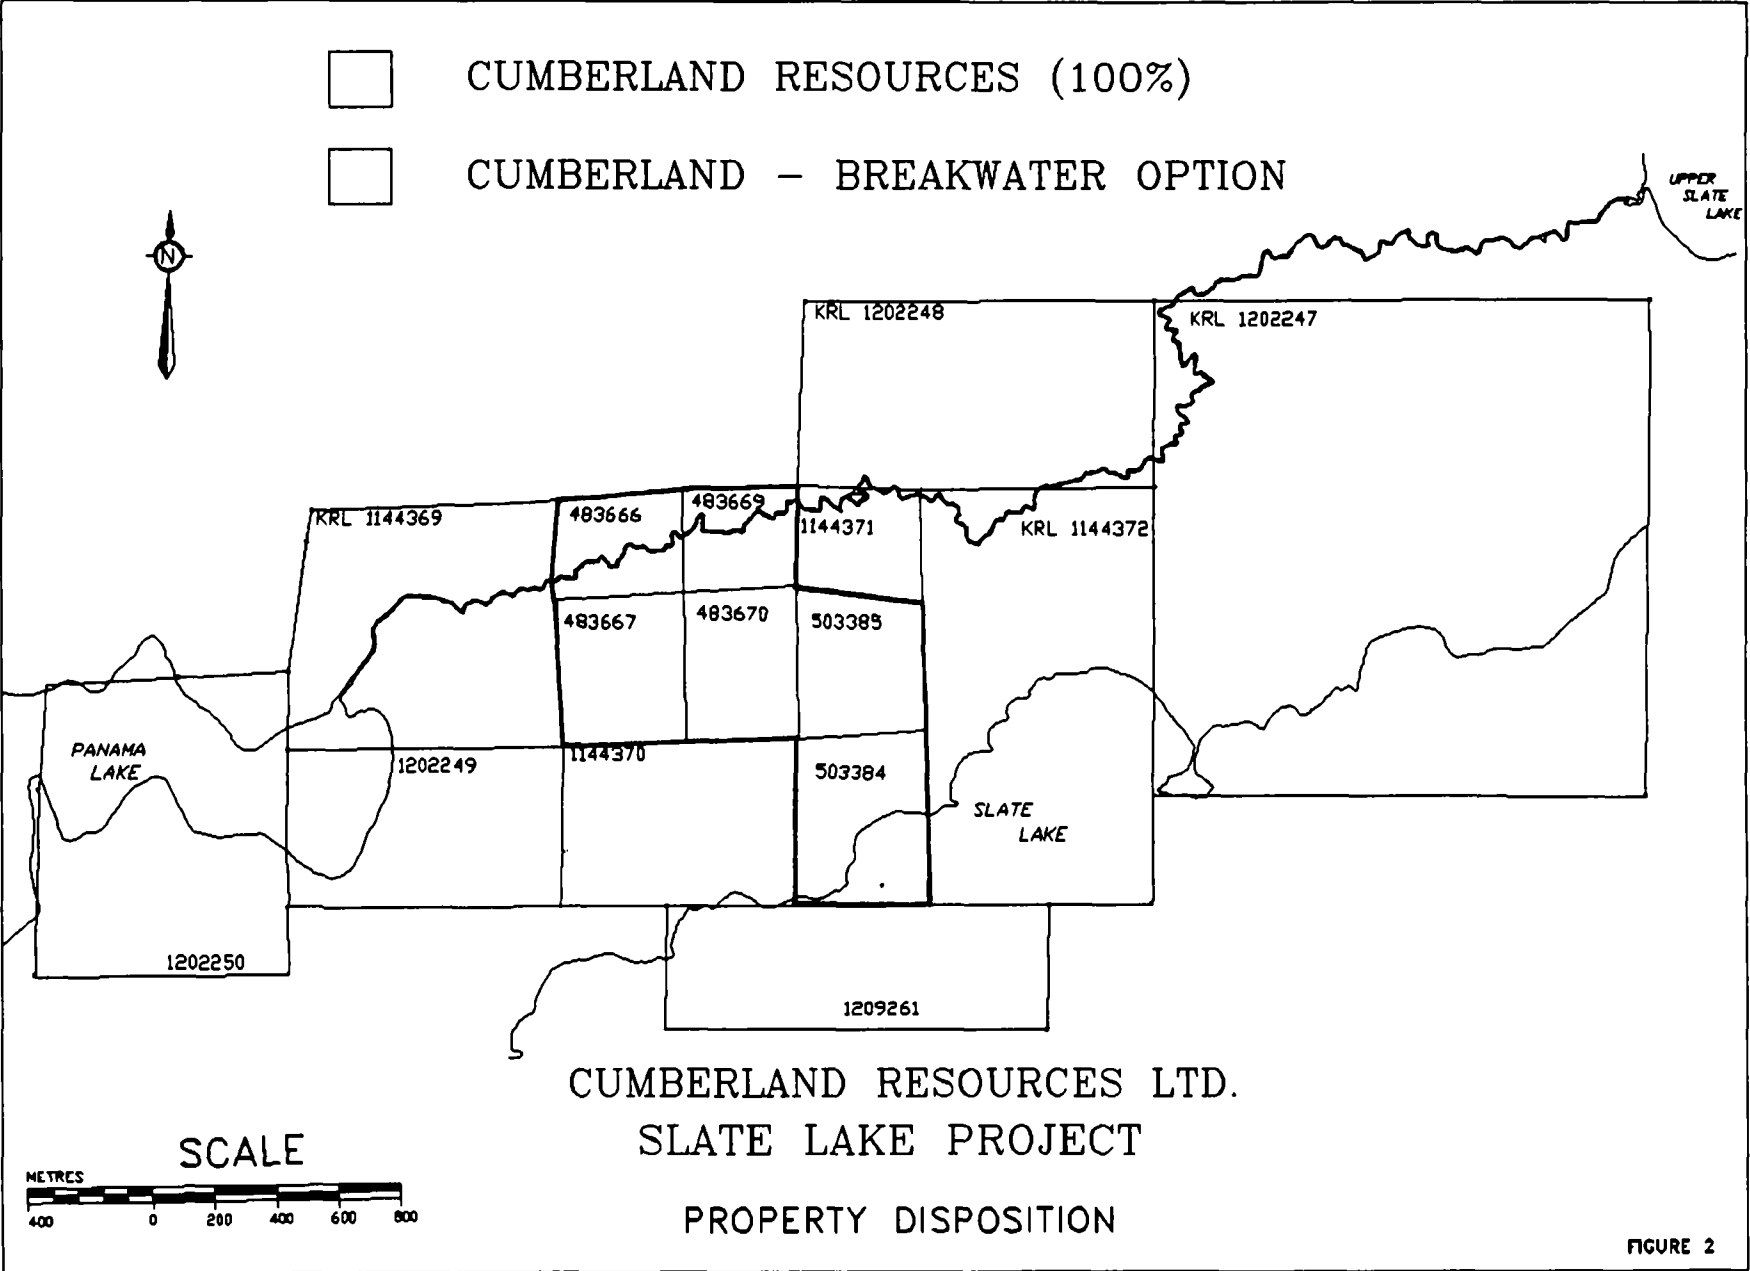 CUMBERLAND RESOURCES (100%)
CUMBERLAND - BREAKWATER OPTION
UPPER
SLATE
LAKE
N
KRL 1202248
KRL 1202247
KRL 1144369
483666
483669
1144371
KRL 1144372
483667
483670
503385
PANAMA
LAKE
1202249
1144370
503384
SLATE
LAKE
1202250
1209261
CUMBERLAND RESOURCES LTD.
SLATE LAKE PROJECT
SCALE
METRES
400 0 200 400 600 800
PROPERTY DISPOSITION
FIGURE 2